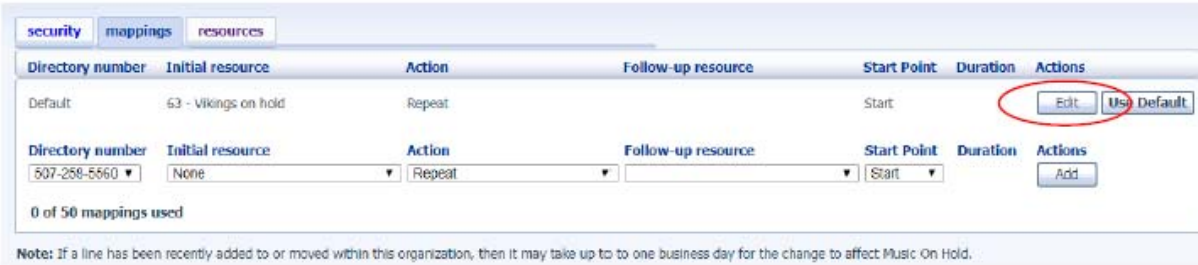 security mappings resources
Directory number Initial resource Action Follow-up resource Start Point Duration Actions
Default 63 - Vikings on hold Repeat Start Edit Use Default
Directory number Initial resource Action Follow-up resource Start Point Duration Actions
507-258-5560 None Repeat Start Add
0 of 50 mappings used
Note: If a line has been recently added to or moved within this organization, then it may take up to to one business day for the change to affect Music On Hold.